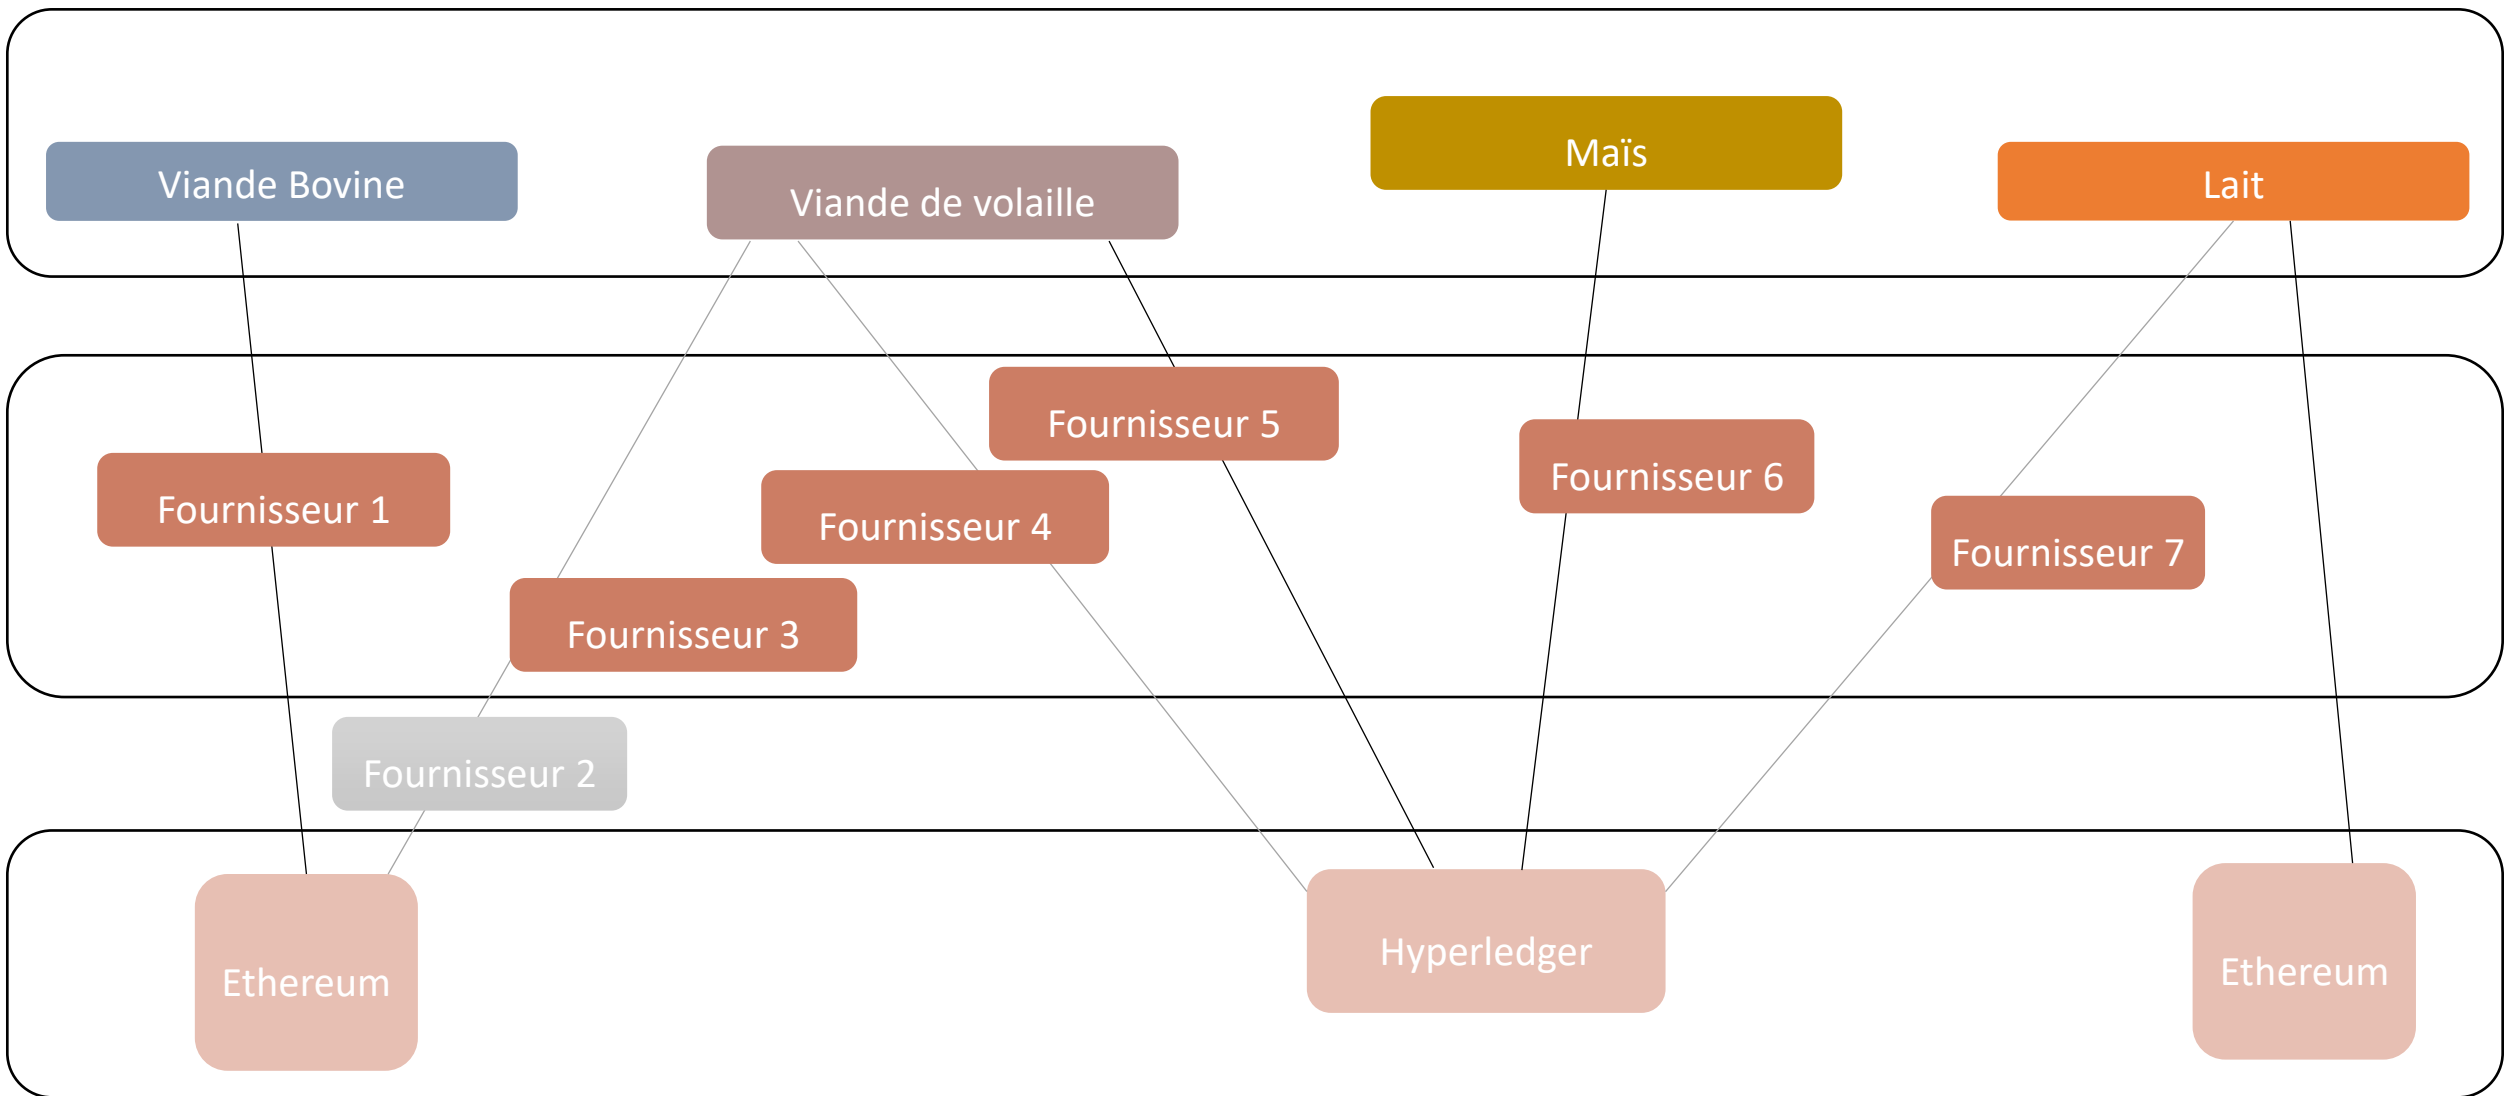 Viande Bovine
Viande de volaille
Maïs
Lait
Fournisseur 1
Fournisseur 2
Fournisseur 3
Fournisseur 4
Fournisseur 5
Fournisseur 6
Fournisseur 7
Ethereum
Hyperledger
Ethereum